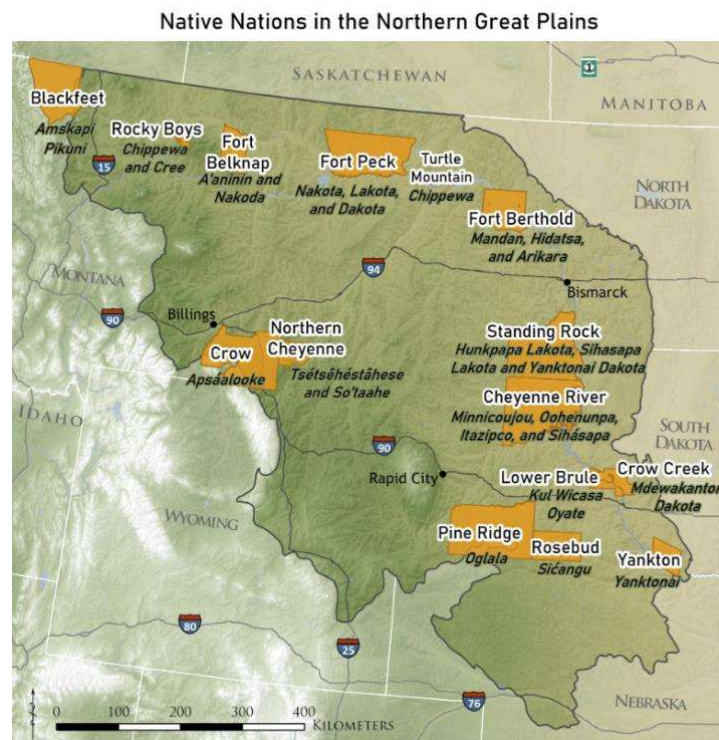 Native Nations in the Northern Great Plains
SASKATCHEWAN
1
MANITOBA
Blackfeet
Amskapi
Pikuni
15
Rocky Boys
Chippewa
and Cree
Fort
Belknap
A'aninin and
Nakoda
Fort Peck
Nakota, Lakota,
and Dakota
Turtle
Mountain
Chippewa
NORTH
DAKOTA
Fort Berthold
Mandan, Hidatsa,
and Arikara
94
MONTANA
90
Billings
Bismarck
Crow
Apsáalooke
Northern
Cheyenne
Tsétsêhéstâhese
and So'taahe
Standing Rock
Hunkpapa Lakota, Sihasapa
Lakota and Yanktonai Dakota
Cheyenne River
Minnicoujou, Oohenunpa,
Itazipco, and Sihásapa
IDAHO
SOUTH
DAKOTA
90
Rapid City
Lower Brule
Kul Wicasa
Oyate
Crow Creek
Mdewakanton
Dakota
WYOMING
Pine Ridge
Oglala
Rosebud
Sićangu
Yankton
Yanktonai
80
25
76
NEBRASKA
0 100 200 300 400
KILOMETERS